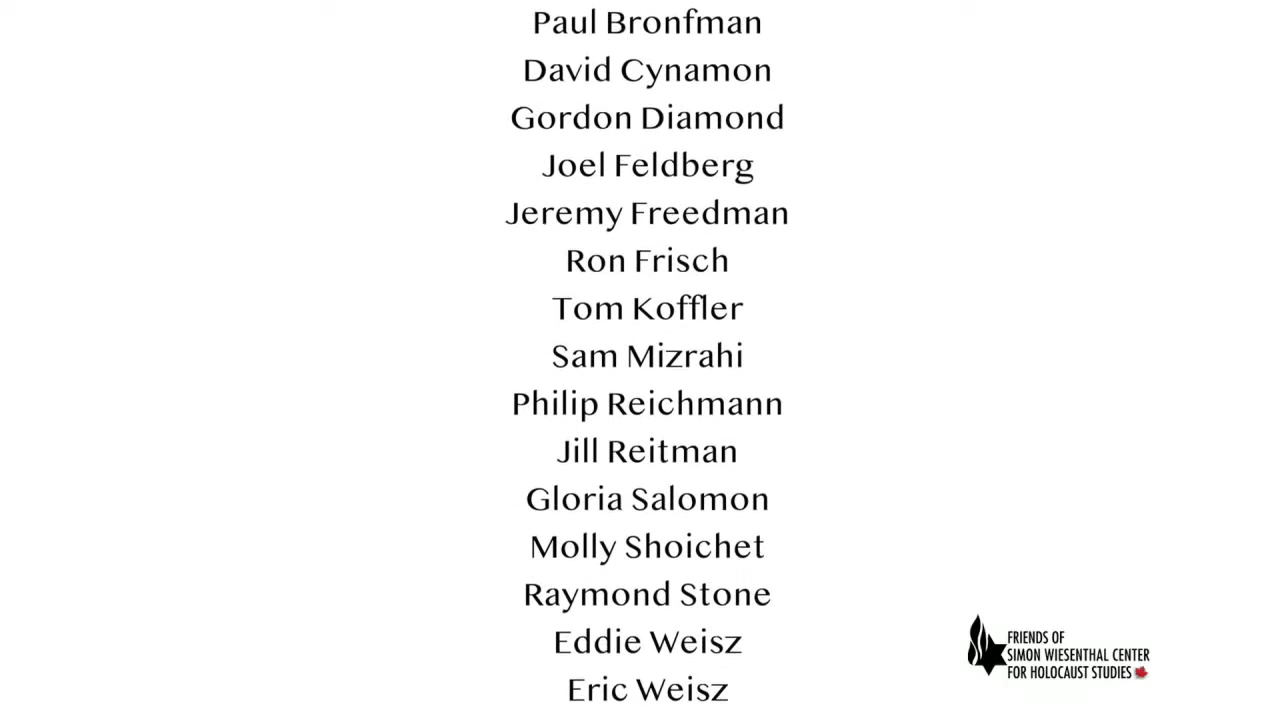 Paul Bronfman
David Cynamon
Gordon Diamond
Joel Feldberg
Jeremy Freedman
Ron Frisch
Tom Koffler
Sam Mizrahi
Philip Reichmann
Jill Reitman
Gloria Salomon
Molly Shoichet
Raymond Stone
Eddie Weisz
Eric Weisz
FRIENDS OF
SIMON WIESENTHAL CENTER
FOR HOLOCAUST STUDIES